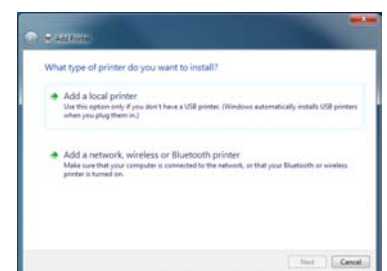 Add Printer
What type of printer do you want to install?
Add a local printer
Use this option only if you don't have a USB printer. (Windows automatically installs USB printers
when you plug them in.)
Add a network, wireless or Bluetooth printer
Make sure that your computer is connected to the network, or that your Bluetooth or wireless
printer is turned on.
Next Cancel